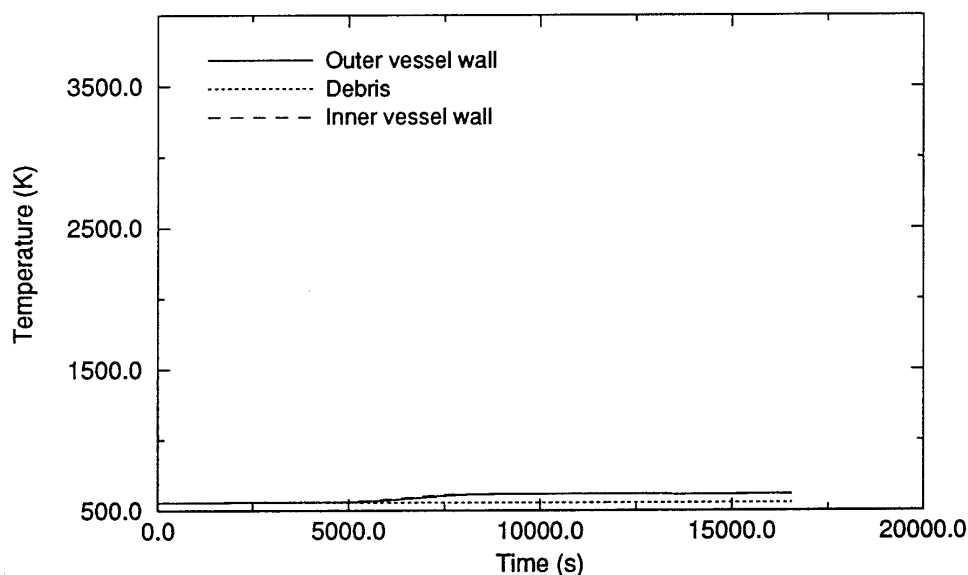 Outer vessel wall
Debris
Inner vessel wall
3500.0
2500.0
1500.0
500.0
Temperature (K)
0.0 5000.0 10000.0 15000.0 20000.0
Time (s)